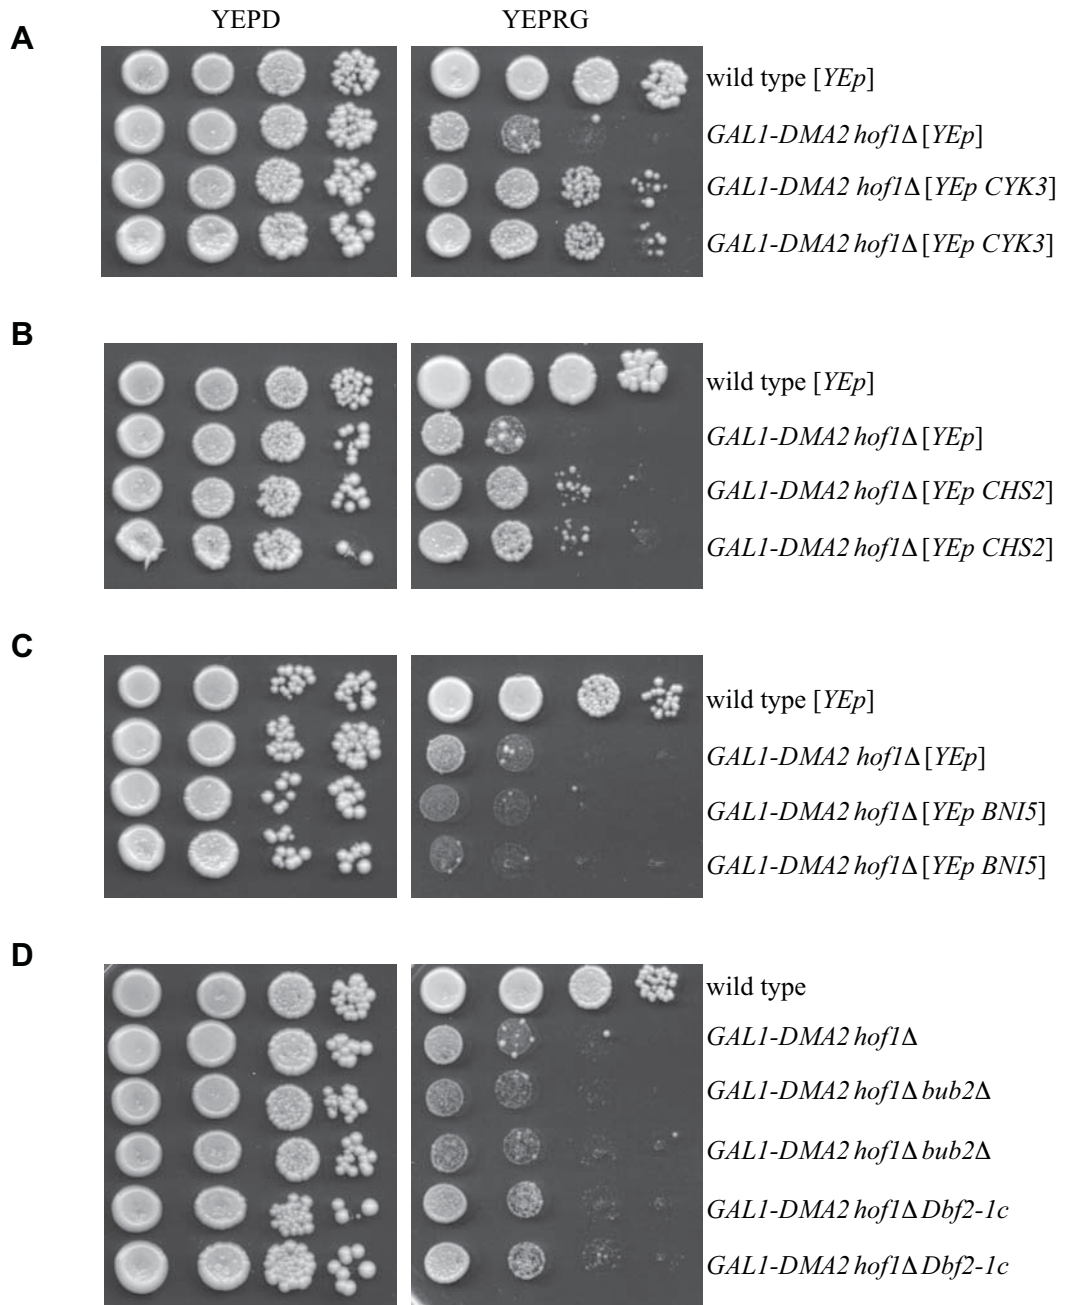 YEPD YEPRG
A
wild type [YEp]
GAL1-DMA2 hof1Δ [YEp]
GAL1-DMA2 hof1Δ [YEp CYK3]
GAL1-DMA2 hof1Δ [YEp CYK3]
B
wild type [YEp]
GAL1-DMA2 hof1Δ [YEp]
GAL1-DMA2 hof1Δ [YEp CHS2]
GAL1-DMA2 hof1Δ [YEp CHS2]
C
wild type [YEp]
GAL1-DMA2 hof1Δ [YEp]
GAL1-DMA2 hof1Δ [YEp BNI5]
GAL1-DMA2 hof1Δ [YEp BNI5]
D
wild type
GAL1-DMA2 hof1Δ
GAL1-DMA2 hof1Δ bub2Δ
GAL1-DMA2 hof1Δ bub2Δ
GAL1-DMA2 hof1Δ Dbf2-1c
GAL1-DMA2 hof1Δ Dbf2-1c